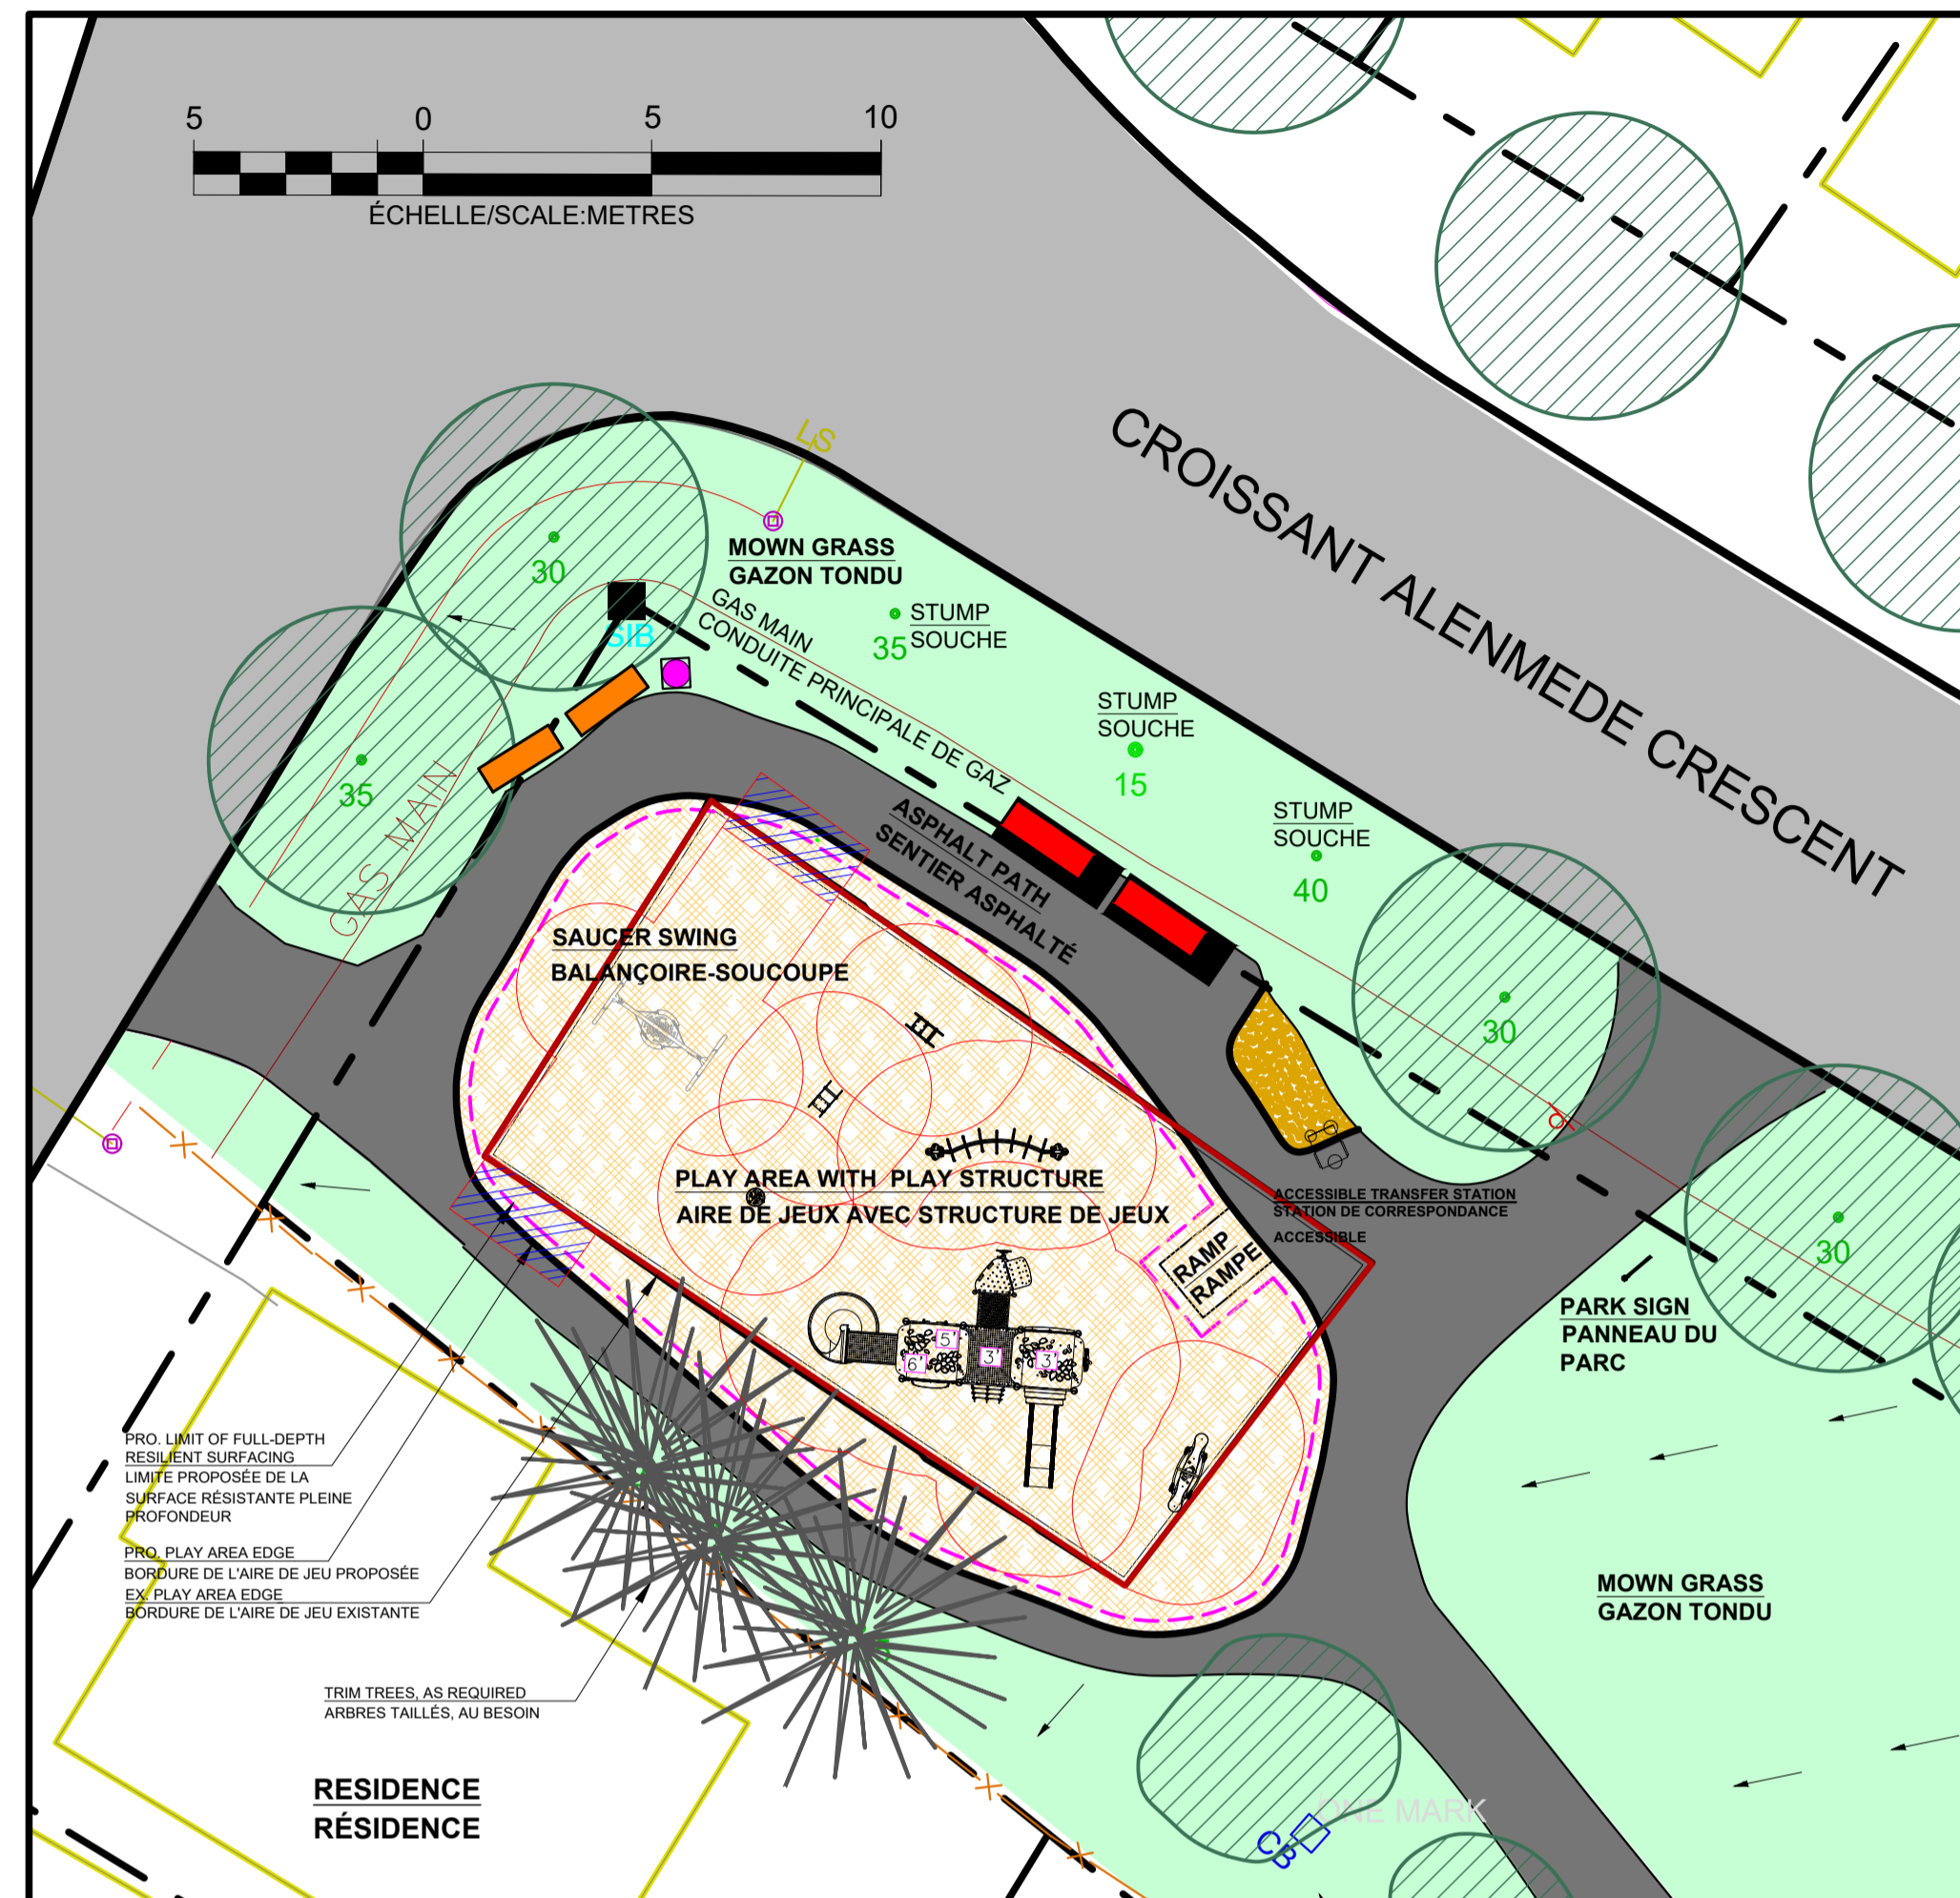 5 0 5 10
ÉCHELLE/SCALE:METRES
CROISSANT ALENMEDE CRESCENT
LS
30
MOWN GRASS
GAZON TONDU
SIB
STUMP
SOUCHE
35
GAS MAIN
CONDUITE PRINCIPALE DE GAZ
STUMP
SOUCHE
15
35
GAS MAIN
STUMP
SOUCHE
40
ASPHALT PATH
SENTIER ASPHALTÉ
SAUCER SWING
BALANÇOIRE-SOUCOUPE
30
PLAY AREA WITH PLAY STRUCTURE
AIRE DE JEUX AVEC STRUCTURE DE JEUX
ACCESSIBLE TRANSFER STATION
STATION DE CORRESPONDANCE
ACCESSIBLE
RAMP
RAMPE
30
PARK SIGN
PANNEAU DU
PARC
5'
6'
3'
3'
PRO. LIMIT OF FULL-DEPTH
RESILIENT SURFACING
LIMITE PROPOSÉE DE LA
SURFACE RÉSISTANTE PLEINE
PROFONDEUR
PRO. PLAY AREA EDGE
BORDURE DE L'AIRE DE JEU PROPOSÉE
EX. PLAY AREA EDGE
BORDURE DE L'AIRE DE JEU EXISTANTE
MOWN GRASS
GAZON TONDU
TRIM TREES, AS REQUIRED
ARBRES TAILLÉS, AU BESOIN
RESIDENCE
RÉSIDENCE
ONE MARK
CB